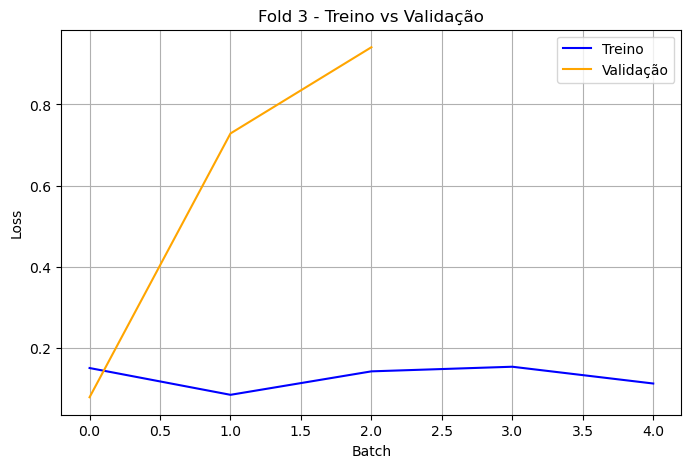 Fold 3 - Treino vs Validação
Treino
Validação
Loss
0.8
0.6
0.4
0.2
0.0 0.5 1.0 1.5 2.0 2.5 3.0 3.5 4.0
Batch